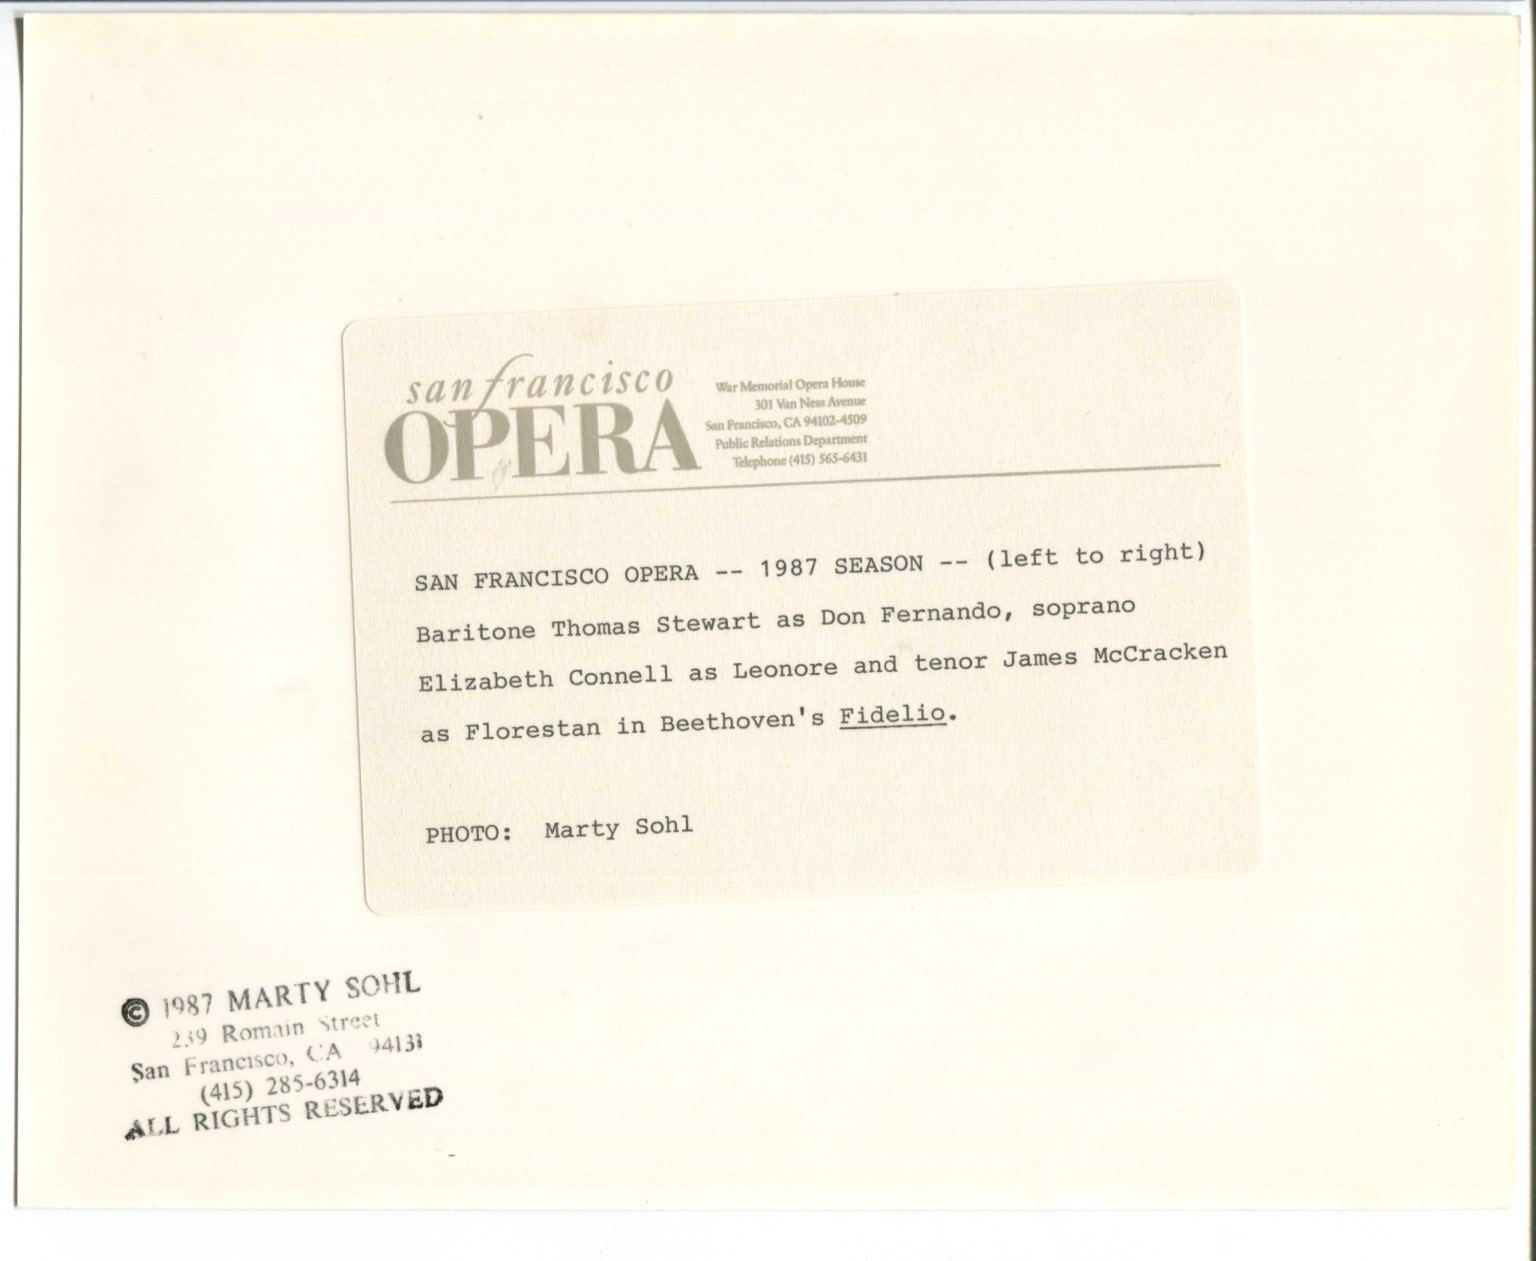 san francisco
OPERA
War Memorial Opera House
301 Van Ness Avenue
San Francisco, CA 94102-4509
Public Relations Department
Telephone (415) 565-6431
SAN FRANCISCO OPERA -- 1987 SEASON -- (left to right)
Baritone Thomas Stewart as Don Fernando, soprano
Elizabeth Connell as Leonore and tenor James McCracken
as Florestan in Beethoven's Fidelio.
PHOTO: Marty Sohl
© 1987 MARTY SOHL
239 Romain Street
San Francisco, CA 94131
(415) 285-6314
ALL RIGHTS RESERVED